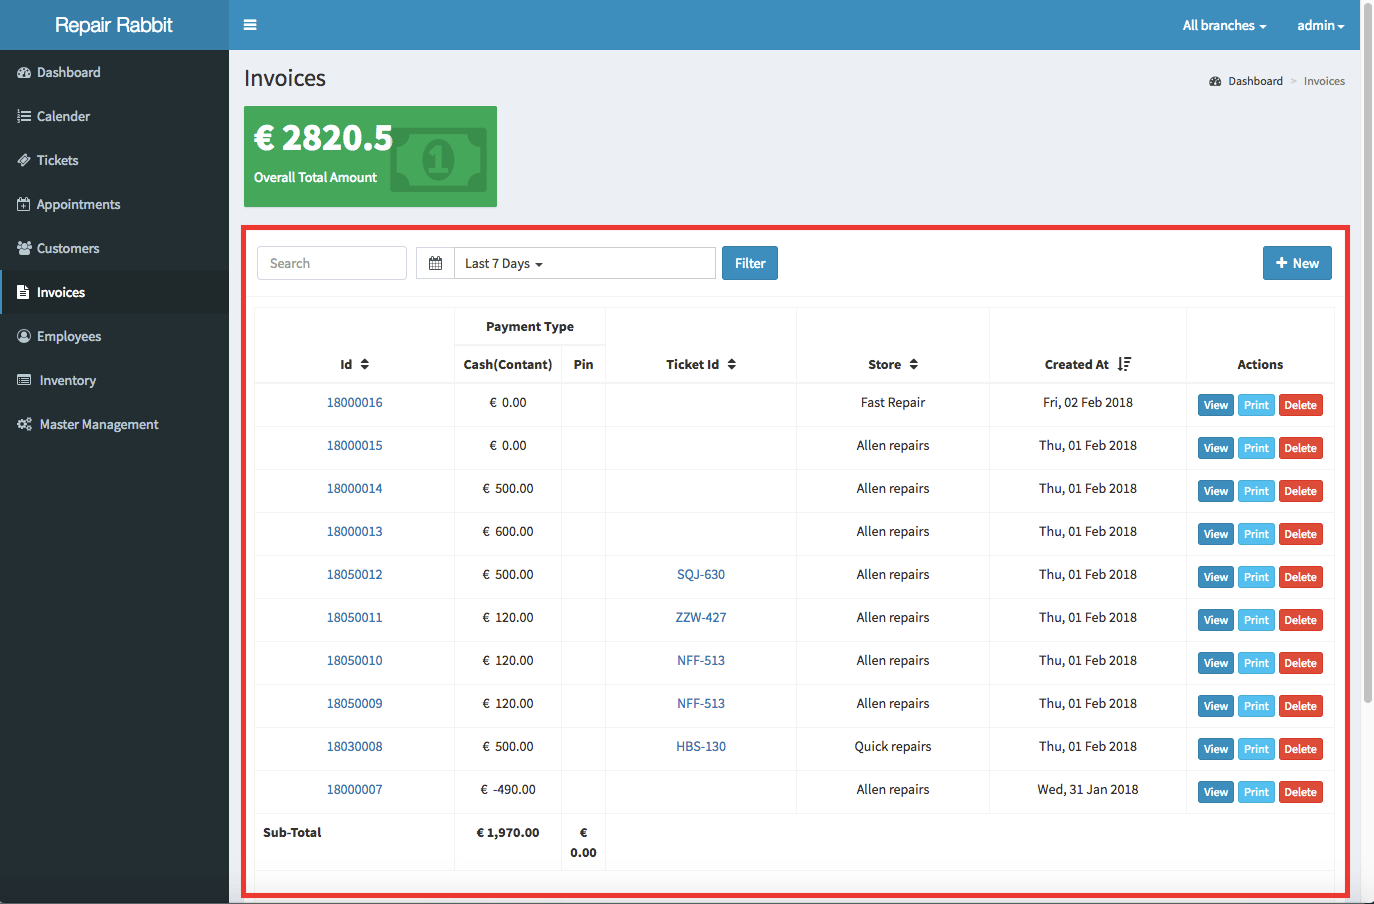 Repair Rabbit
All branches
admin
Dashboard
Calender
Tickets
Appointments
Customers
Invoices
Employees
Inventory
Master Management
Invoices
Dashboard > Invoices
€ 2820.5
1
Overall Total Amount
Search
Last 7 Days
Filter
+ New
Payment Type
Id Cash(Contant) Pin Ticket Id Store Created At Actions
18000016 € 0.00 Fast Repair Fri, 02 Feb 2018 View Print Delete
18000015 € 0.00 Allen repairs Thu, 01 Feb 2018 View Print Delete
18000014 € 500.00 Allen repairs Thu, 01 Feb 2018 View Print Delete
18000013 € 600.00 Allen repairs Thu, 01 Feb 2018 View Print Delete
18050012 € 500.00 SQJ-630 Allen repairs Thu, 01 Feb 2018 View Print Delete
18050011 € 120.00 ZZW-427 Allen repairs Thu, 01 Feb 2018 View Print Delete
18050010 € 120.00 NFF-513 Allen repairs Thu, 01 Feb 2018 View Print Delete
18050009 € 120.00 NFF-513 Allen repairs Thu, 01 Feb 2018 View Print Delete
18030008 € 500.00 HBS-130 Quick repairs Thu, 01 Feb 2018 View Print Delete
18000007 € -490.00 Allen repairs Wed, 31 Jan 2018 View Print Delete
Sub-Total € 1,970.00 €
0.00